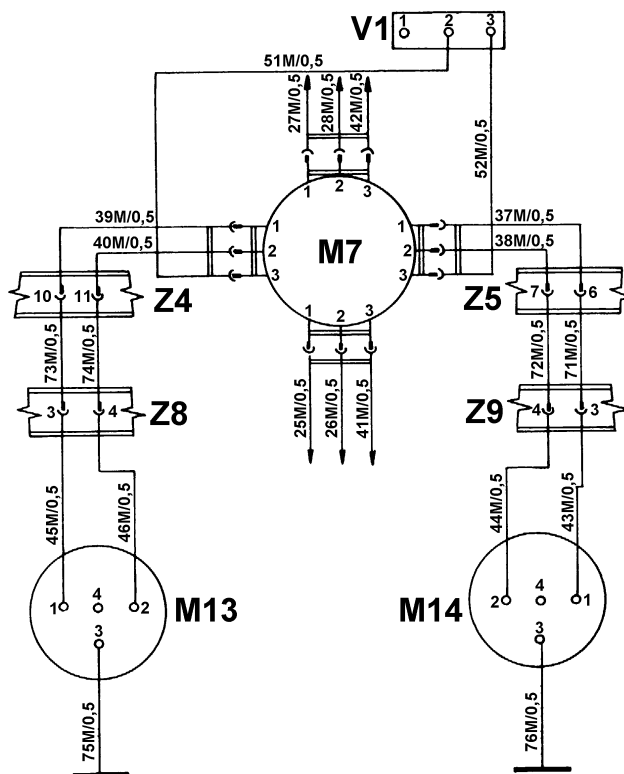 V1 1 2 3
51M/0,5
27M/0,5
28M/0,5
42M/0,5
52M/0,5
1 2 3
39M/0,5
40M/0,5
1
2
3
M7
1
2
3
37M/0,5
38M/0,5
10 11 Z4
1 2 3
Z5 7 6
73M/0,5
74M/0,5
25M/0,5
26M/0,5
41M/0,5
72M/0,5
71M/0,5
3 4 Z8
Z9 4 3
45M/0,5
46M/0,5
44M/0,5
43M/0,5
1 4 2 M13
3
M14 2 4 1
3
75M/0,5
76M/0,5